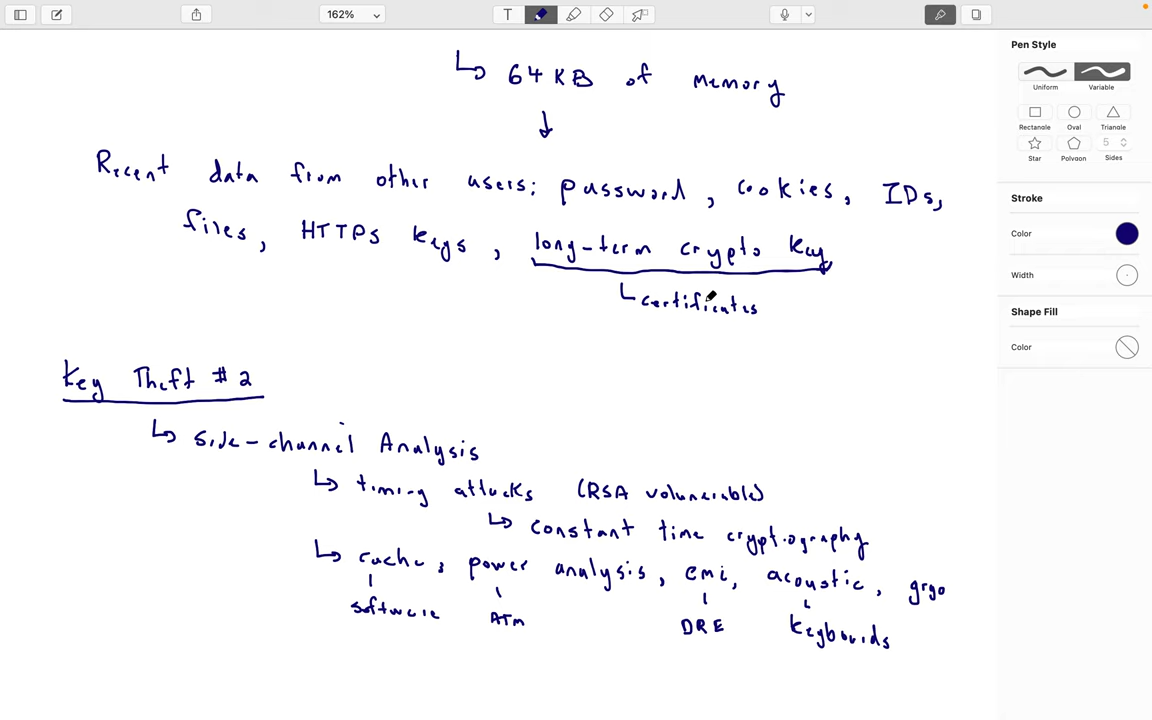 162%
T
↳ 64 KB of memory
↓
Recent data from other users: password, cookies, IDs,
files, HTTPs keys, long-term crypto key
certificates
Key Theft #2
↳ side-channel Analysis
↳ timing attacks (RSA volunerable)
↳ constant time cryptography
↳ cache, power analysis, emi, acoustic, gryo
software ATM DRE keyboards
Pen Style
Uniform Variable
Rectangle Oval Triangle
5
Star Polygon Sides
Stroke
Color
Width
Shape Fill
Color